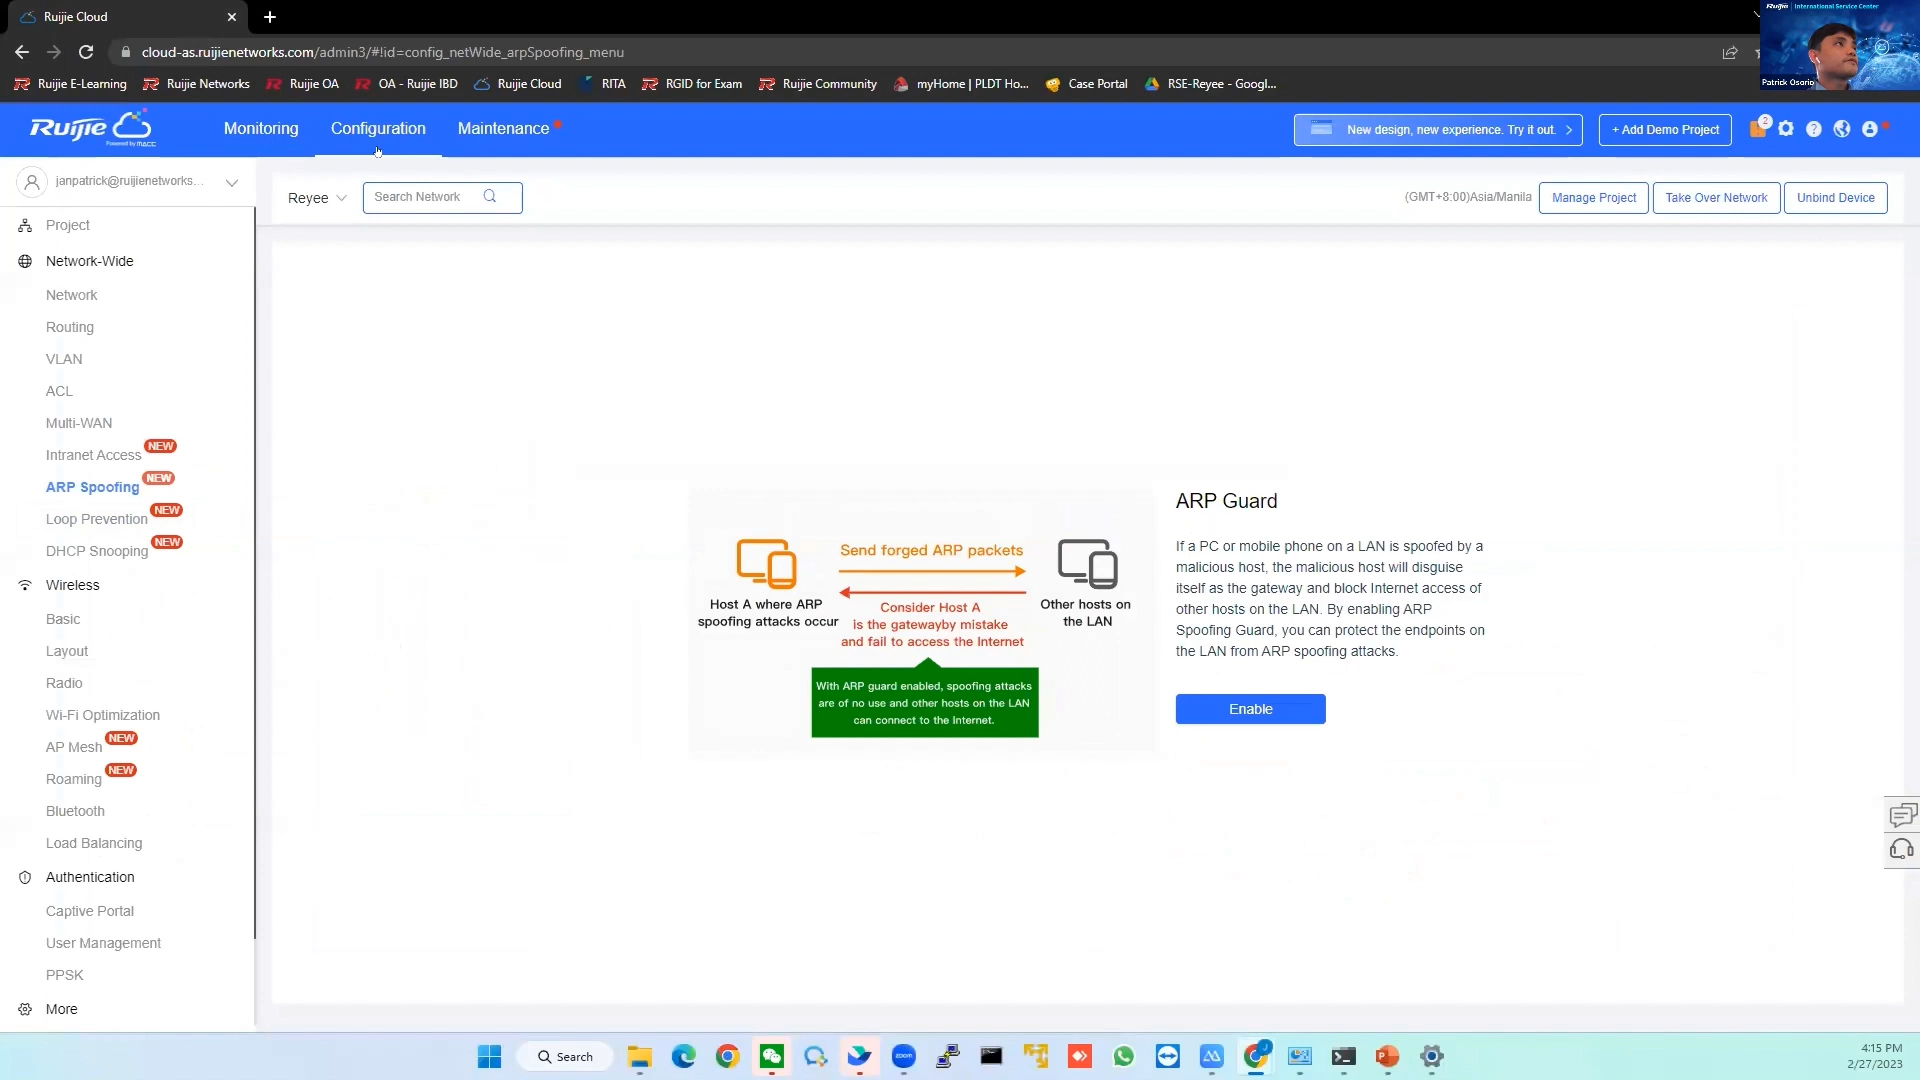 Ruijie Cloud
cloud-as.ruijienetworks.com/admin3/#!id=config_netWide_arpSpoofing_menu
Ruijie E-Learning
Ruijie Networks
Ruijie OA
OA - Ruijie IBD
Ruijie Cloud
RITA
RGID for Exam
Ruijie Community
myHome | PLDT Ho...
Case Portal
RSE-Reyee - Googl...
Ruijie | International Service Center
Patrick Osorio
Ruijie
Powered by MACC
Monitoring
Configuration
Maintenance
New design, new experience. Try it out.
+ Add Demo Project
2
janpatrick@ruijienetworks...
Reyee
Search Network
(GMT+8:00)Asia/Manila
Manage Project
Take Over Network
Unbind Device
Project
Network-Wide
Network
Routing
VLAN
ACL
Multi-WAN
Intranet Access NEW
ARP Spoofing NEW
Loop Prevention NEW
DHCP Snooping NEW
Wireless
Basic
Layout
Radio
Wi-Fi Optimization
AP Mesh NEW
Roaming NEW
Bluetooth
Load Balancing
Authentication
Captive Portal
User Management
PPSK
More
Send forged ARP packets
Host A where ARP
spoofing attacks occur
Consider Host A
is the gatewayby mistake
and fail to access the Internet
Other hosts on
the LAN
With ARP guard enabled, spoofing attacks
are of no use and other hosts on the LAN
can connect to the Internet.
ARP Guard
If a PC or mobile phone on a LAN is spoofed by a
malicious host, the malicious host will disguise
itself as the gateway and block Internet access of
other hosts on the LAN. By enabling ARP
Spoofing Guard, you can protect the endpoints on
the LAN from ARP spoofing attacks.
Enable
Search
zoom
4:15 PM
2/27/2023